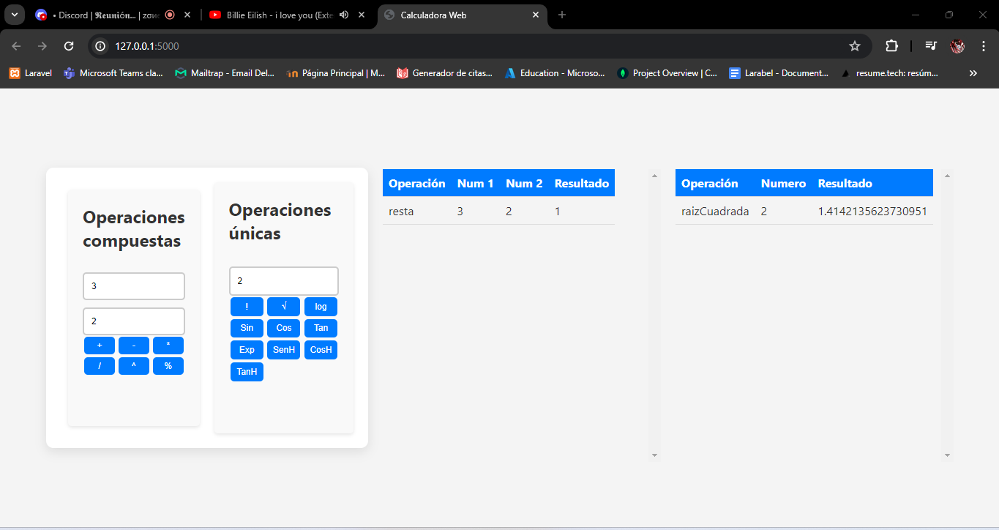 • Discord | 𝕽𝖊𝖚𝖓𝖎ó𝖓... | zσиe
Billie Eilish - i love you (Exte
Calculadora Web
127.0.0.1:5000
Laravel
Microsoft Teams cla...
Mailtrap - Email Del...
Página Principal | M...
Generador de citas...
Education - Microso...
Project Overview | C...
Larabel - Document...
resume.tech: resúm...
Operaciones
compuestas
3
2
+ - *
/ ^ %
Operaciones
únicas
2
! √ log
Sin Cos Tan
Exp SenH CosH
TanH
Operación Num 1 Num 2 Resultado
resta 3 2 1
Operación Numero Resultado
raizCuadrada 2 1.4142135623730951